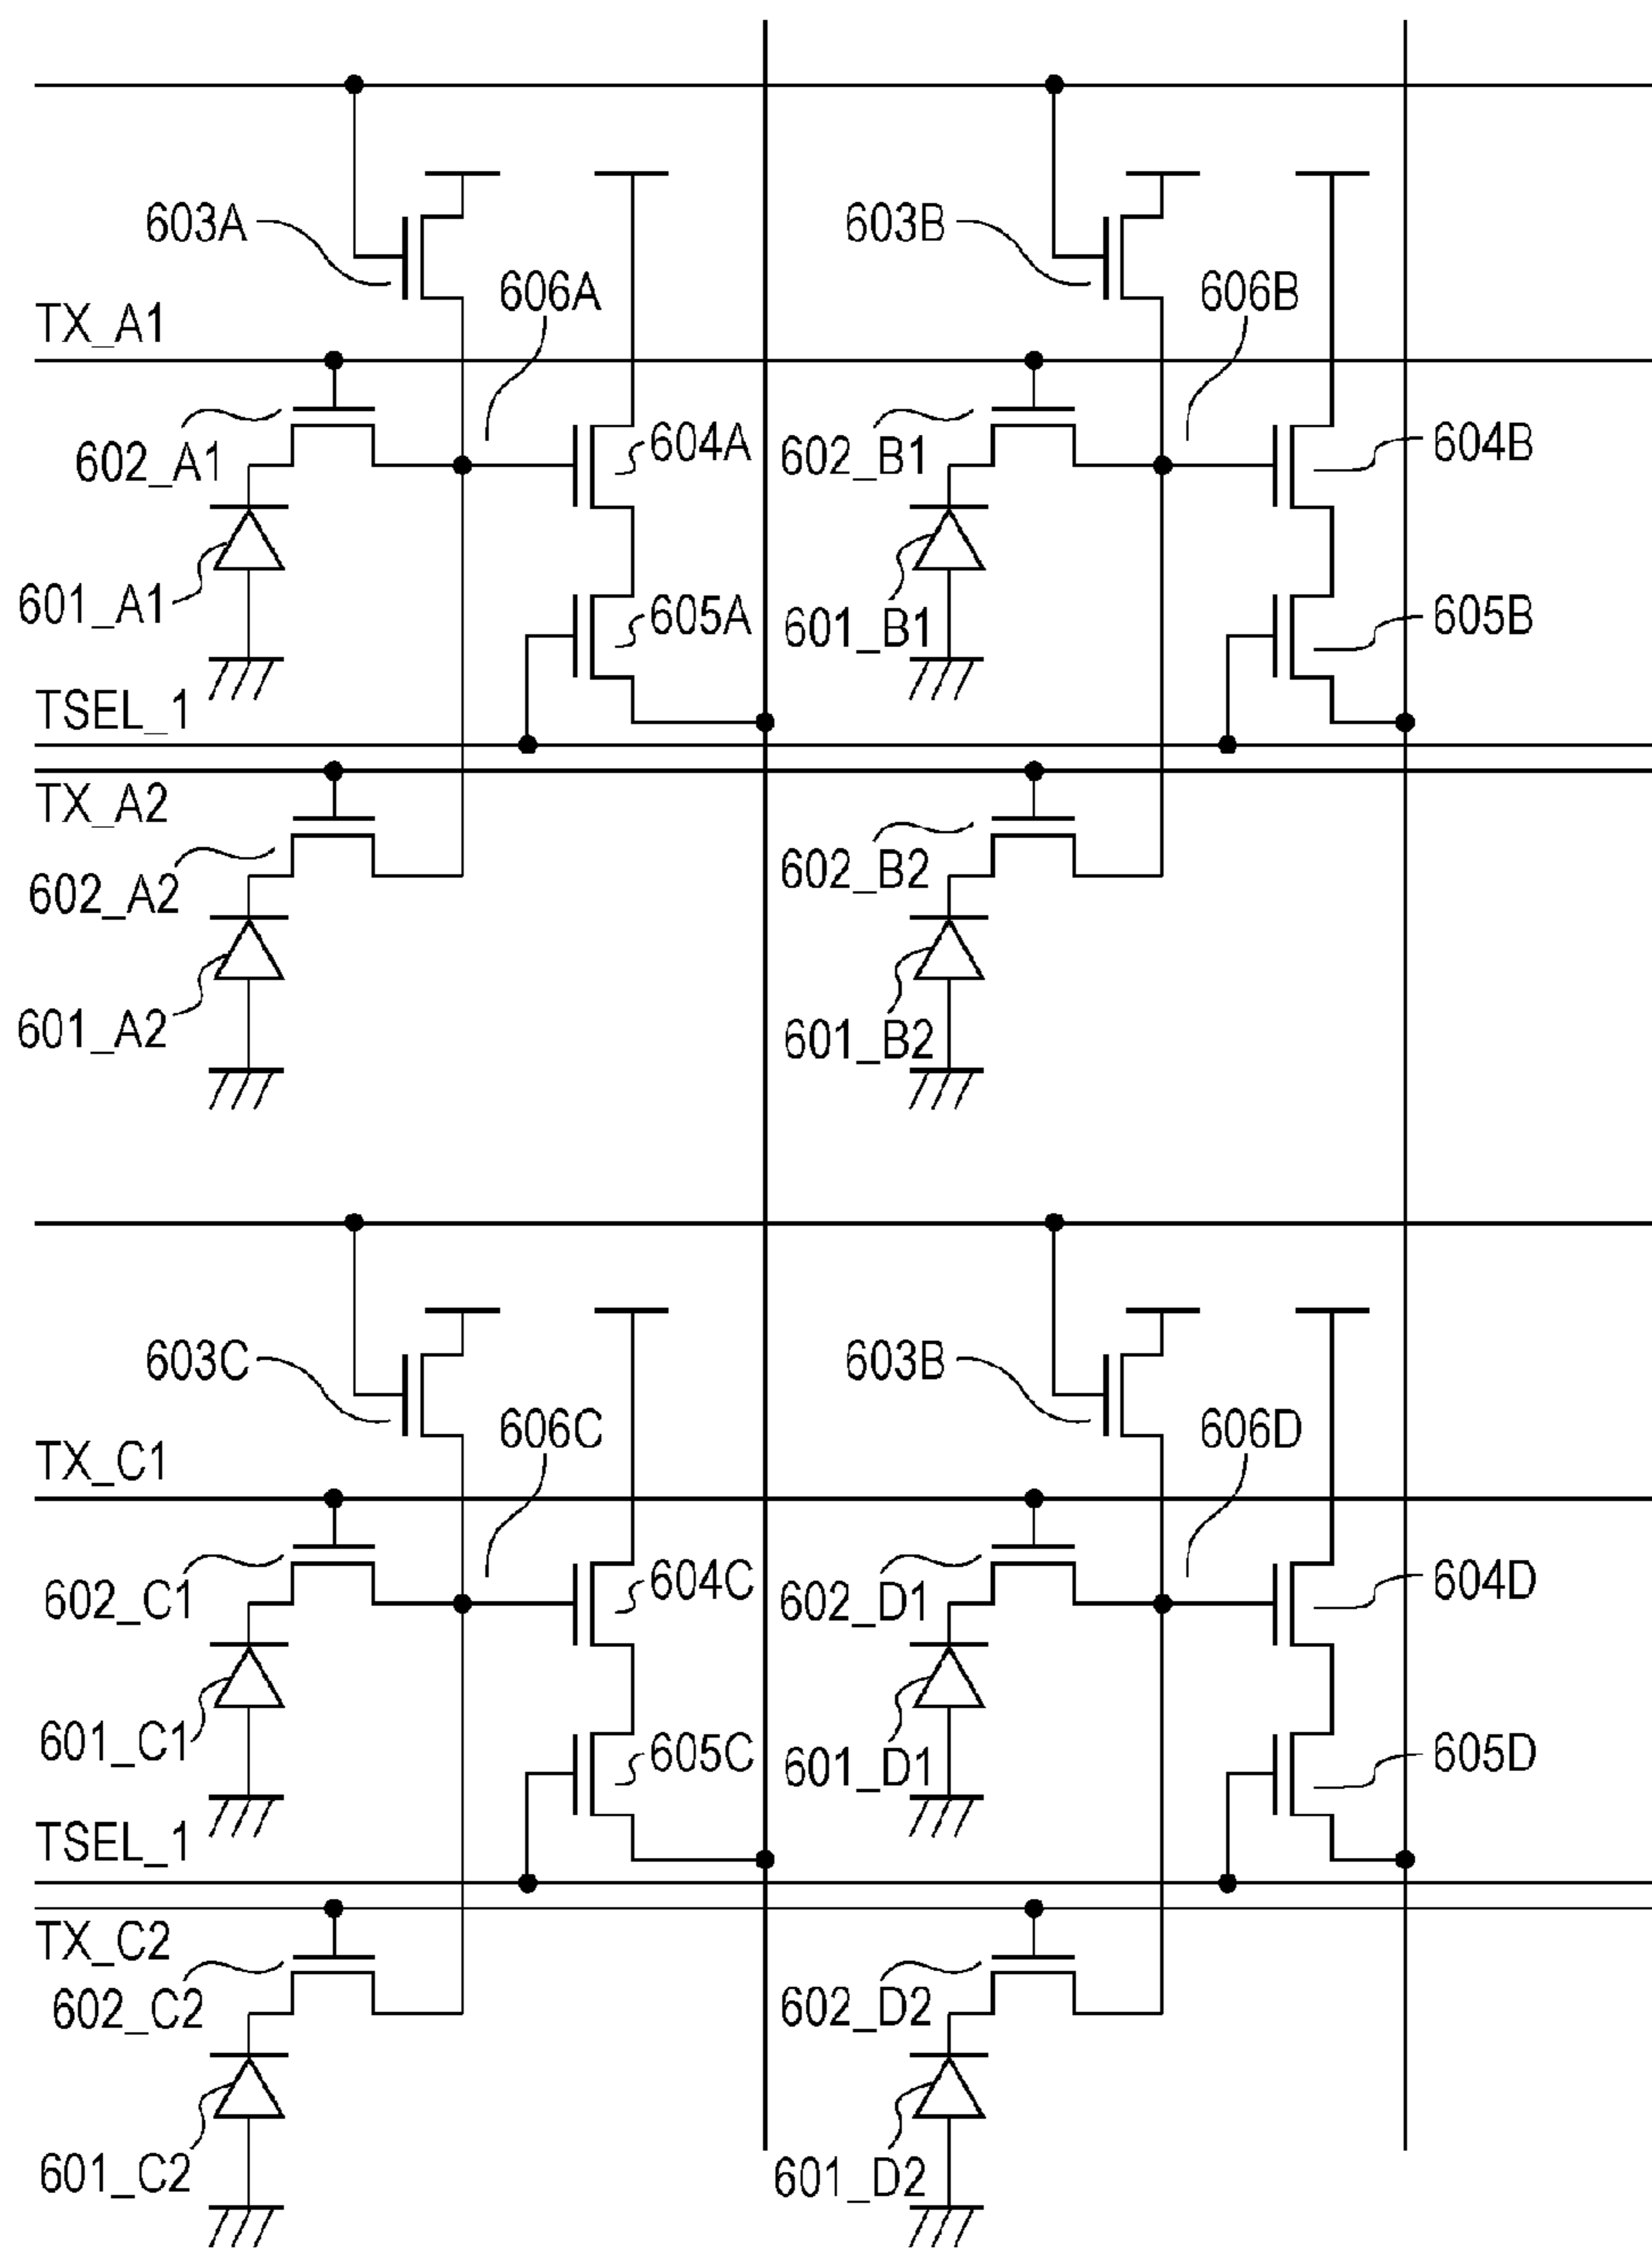 603A
603B
606A
606B
TX_A1
602_A1
604A
602_B1
604B
601_A1
605A
601_B1
605B
TSEL_1
TX_A2
602_A2
602_B2
601_A2
601_B2
603C
603B
606C
606D
TX_C1
602_C1
604C
602_D1
604D
601_C1
605C
601_D1
605D
TSEL_1
TX_C2
602_C2
602_D2
601_C2
601_D2